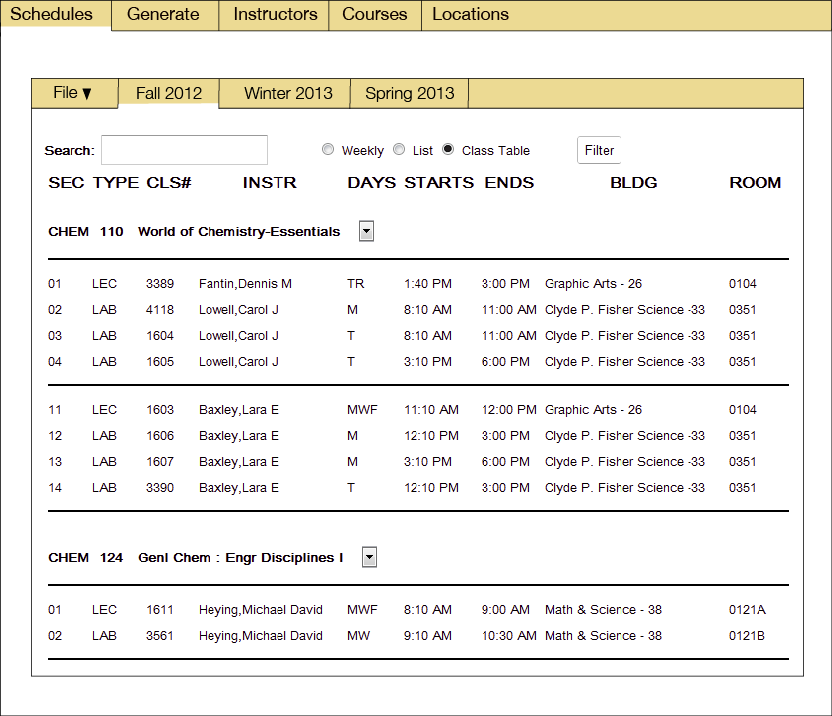 Schedules Generate Instructors Courses Locations
File ▼ Fall 2012 Winter 2013 Spring 2013
Search: Weekly List Class Table Filter
SEC TYPE CLS# INSTR DAYS STARTS ENDS BLDG ROOM
CHEM 110 World of Chemistry-Essentials
01 LEC 3389 Fantin,Dennis M TR 1:40 PM 3:00 PM Graphic Arts - 26 0104
02 LAB 4118 Lowell,Carol J M 8:10 AM 11:00 AM Clyde P. Fisher Science -33 0351
03 LAB 1604 Lowell,Carol J T 8:10 AM 11:00 AM Clyde P. Fisher Science -33 0351
04 LAB 1605 Lowell,Carol J T 3:10 PM 6:00 PM Clyde P. Fisher Science -33 0351
11 LEC 1603 Baxley,Lara E MWF 11:10 AM 12:00 PM Graphic Arts - 26 0104
12 LAB 1606 Baxley,Lara E M 12:10 PM 3:00 PM Clyde P. Fisher Science -33 0351
13 LAB 1607 Baxley,Lara E M 3:10 PM 6:00 PM Clyde P. Fisher Science -33 0351
14 LAB 3390 Baxley,Lara E T 12:10 PM 3:00 PM Clyde P. Fisher Science -33 0351
CHEM 124 Genl Chem : Engr Disciplines I
01 LEC 1611 Heying,Michael David MWF 8:10 AM 9:00 AM Math & Science - 38 0121A
02 LAB 3561 Heying,Michael David MW 9:10 AM 10:30 AM Math & Science - 38 0121B